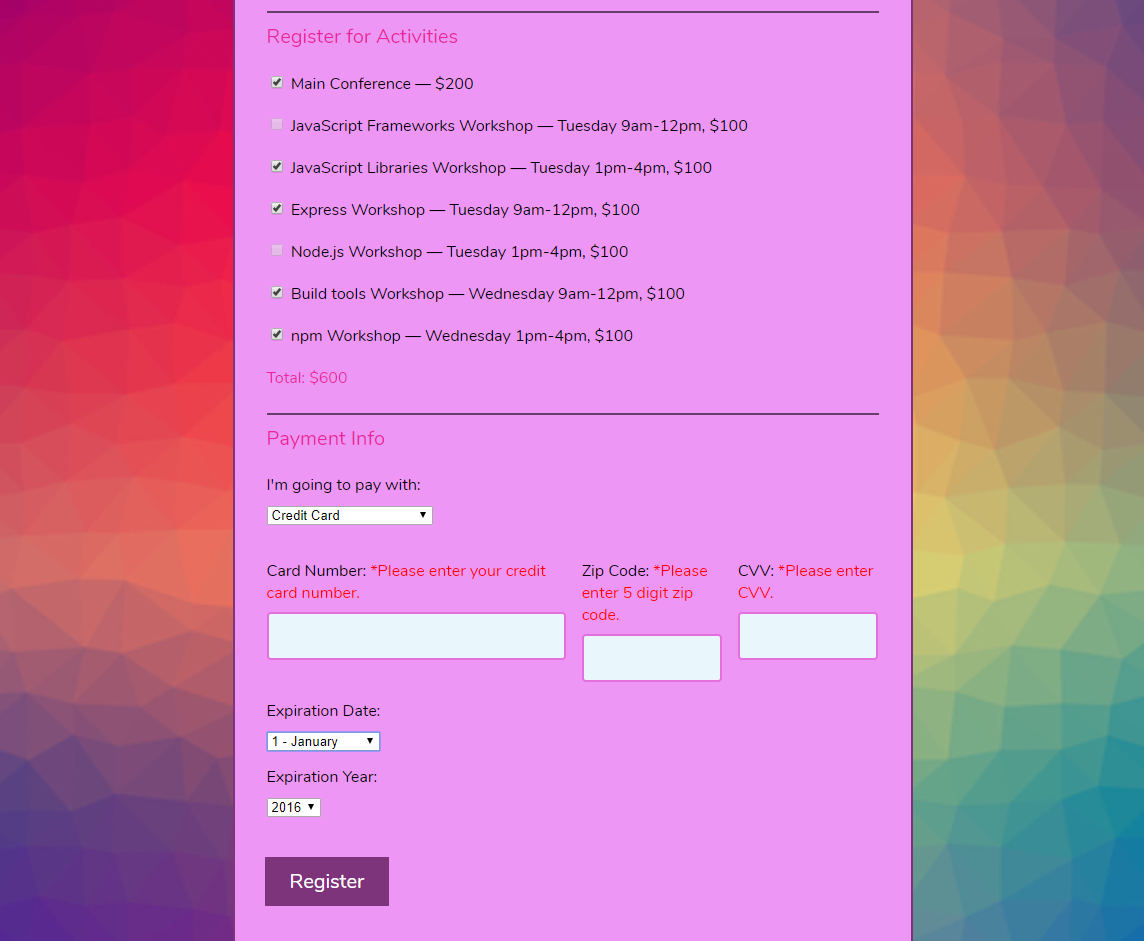 Register for Activities
Main Conference — $200
JavaScript Frameworks Workshop — Tuesday 9am-12pm, $100
JavaScript Libraries Workshop — Tuesday 1pm-4pm, $100
Express Workshop — Tuesday 9am-12pm, $100
Node.js Workshop — Tuesday 1pm-4pm, $100
Build tools Workshop — Wednesday 9am-12pm, $100
npm Workshop — Wednesday 1pm-4pm, $100
Total: $600
Payment Info
I'm going to pay with:
Credit Card
Card Number: *Please enter your credit
card number.
Zip Code: *Please
enter 5 digit zip
code.
CVV: *Please enter
CVV.
Expiration Date:
1 - January
Expiration Year:
2016
Register